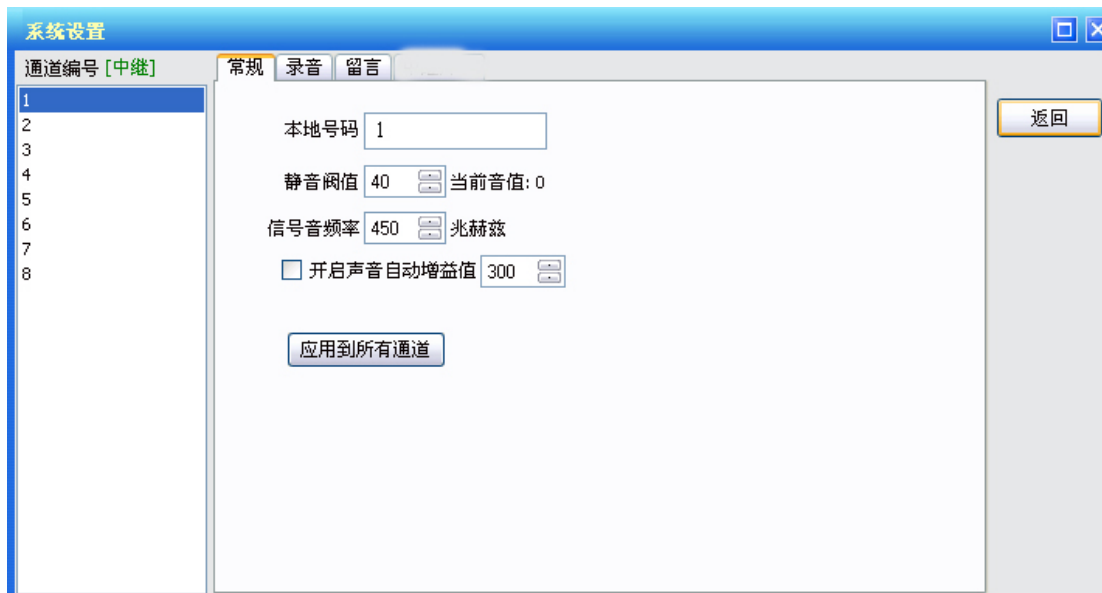 系统设置
通道编号 [中继]
1
2
3
4
5
6
7
8
常规 录音 留言
本地号码 1
静音阀值 40 当前音值: 0
信号音频率 450 兆赫兹
开启声音自动增益值 300
应用到所有通道
返回